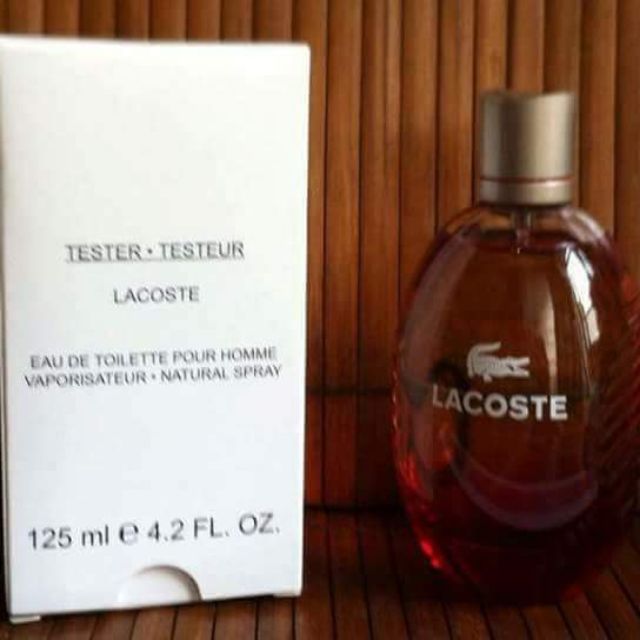 TESTER • TESTEUR
LACOSTE
EAU DE TOILETTE POUR HOMME
VAPORISATEUR • NATURAL SPRAY
125 ml ℮ 4.2 FL. OZ.
LACOSTE